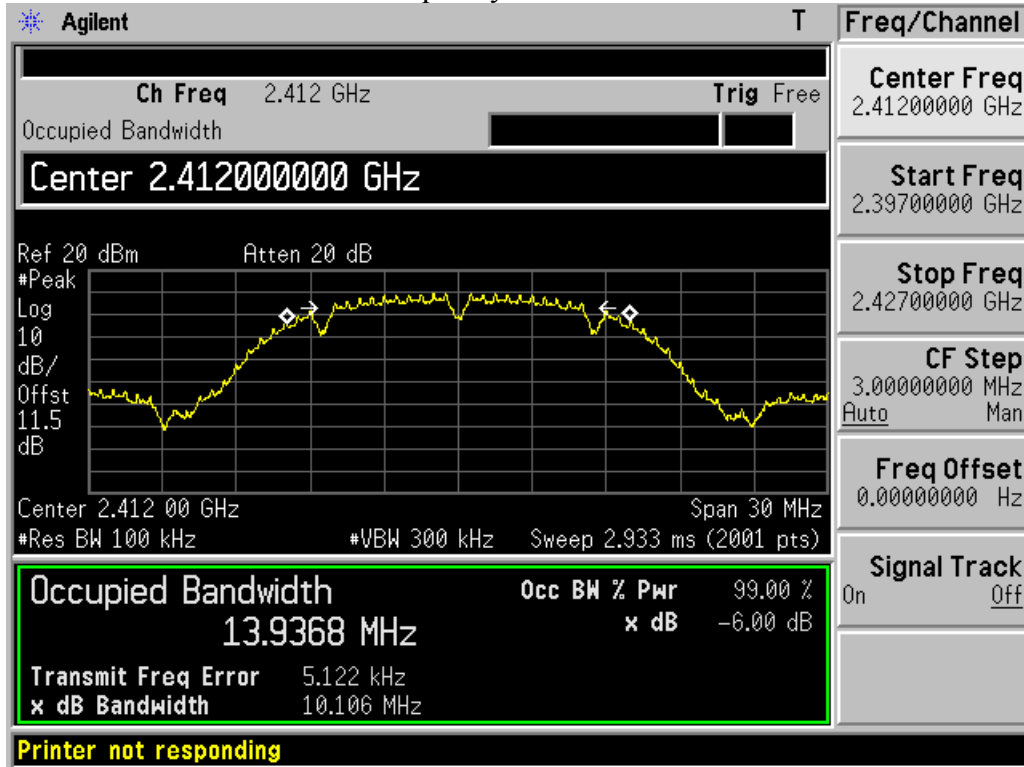 Agilent T Freq/Channel
Ch Freq 2.412 GHz Trig Free
Occupied Bandwidth
Center 2.412000000 GHz
Ref 20 dBm Atten 20 dB
#Peak
Log
10
dB/
Offst
11.5
dB
Center 2.412 00 GHz Span 30 MHz
#Res BW 100 kHz #VBW 300 kHz Sweep 2.933 ms (2001 pts)
Occupied Bandwidth Occ BW % Pwr 99.00 %
13.9368 MHz x dB -6.00 dB
Transmit Freq Error 5.122 kHz
x dB Bandwidth 10.106 MHz
Printer not responding
Center Freq
2.41200000 GHz
Start Freq
2.39700000 GHz
Stop Freq
2.42700000 GHz
CF Step
3.00000000 MHz
Auto Man
Freq Offset
0.00000000 Hz
Signal Track
On Off